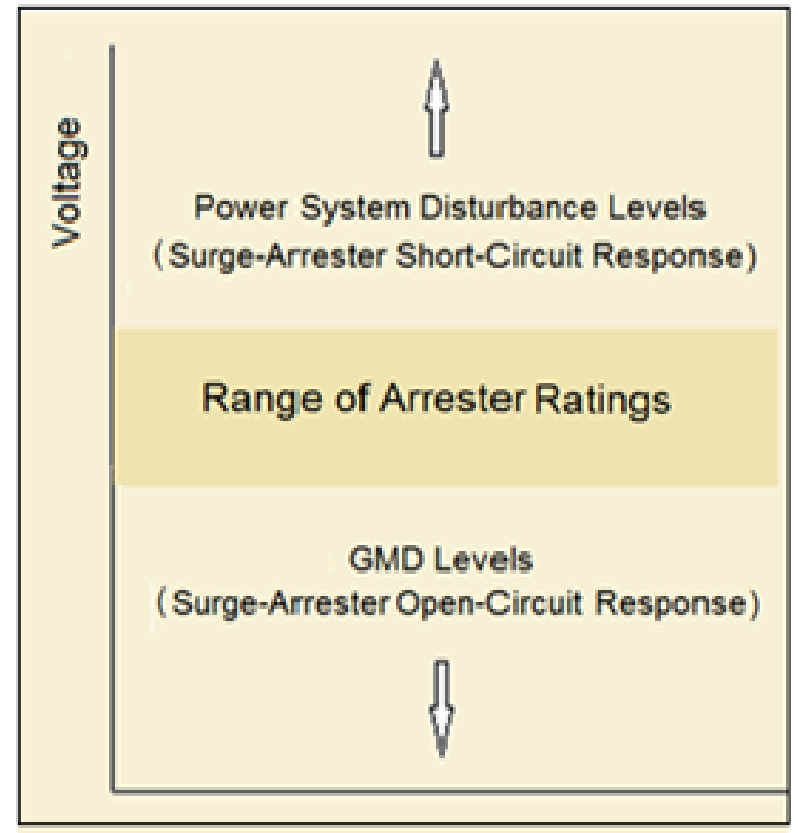 Voltage
Power System Disturbance Levels
(Surge-Arrester Short-Circuit Response)
Range of Arrester Ratings
GMD Levels
(Surge-Arrester Open-Circuit Response)